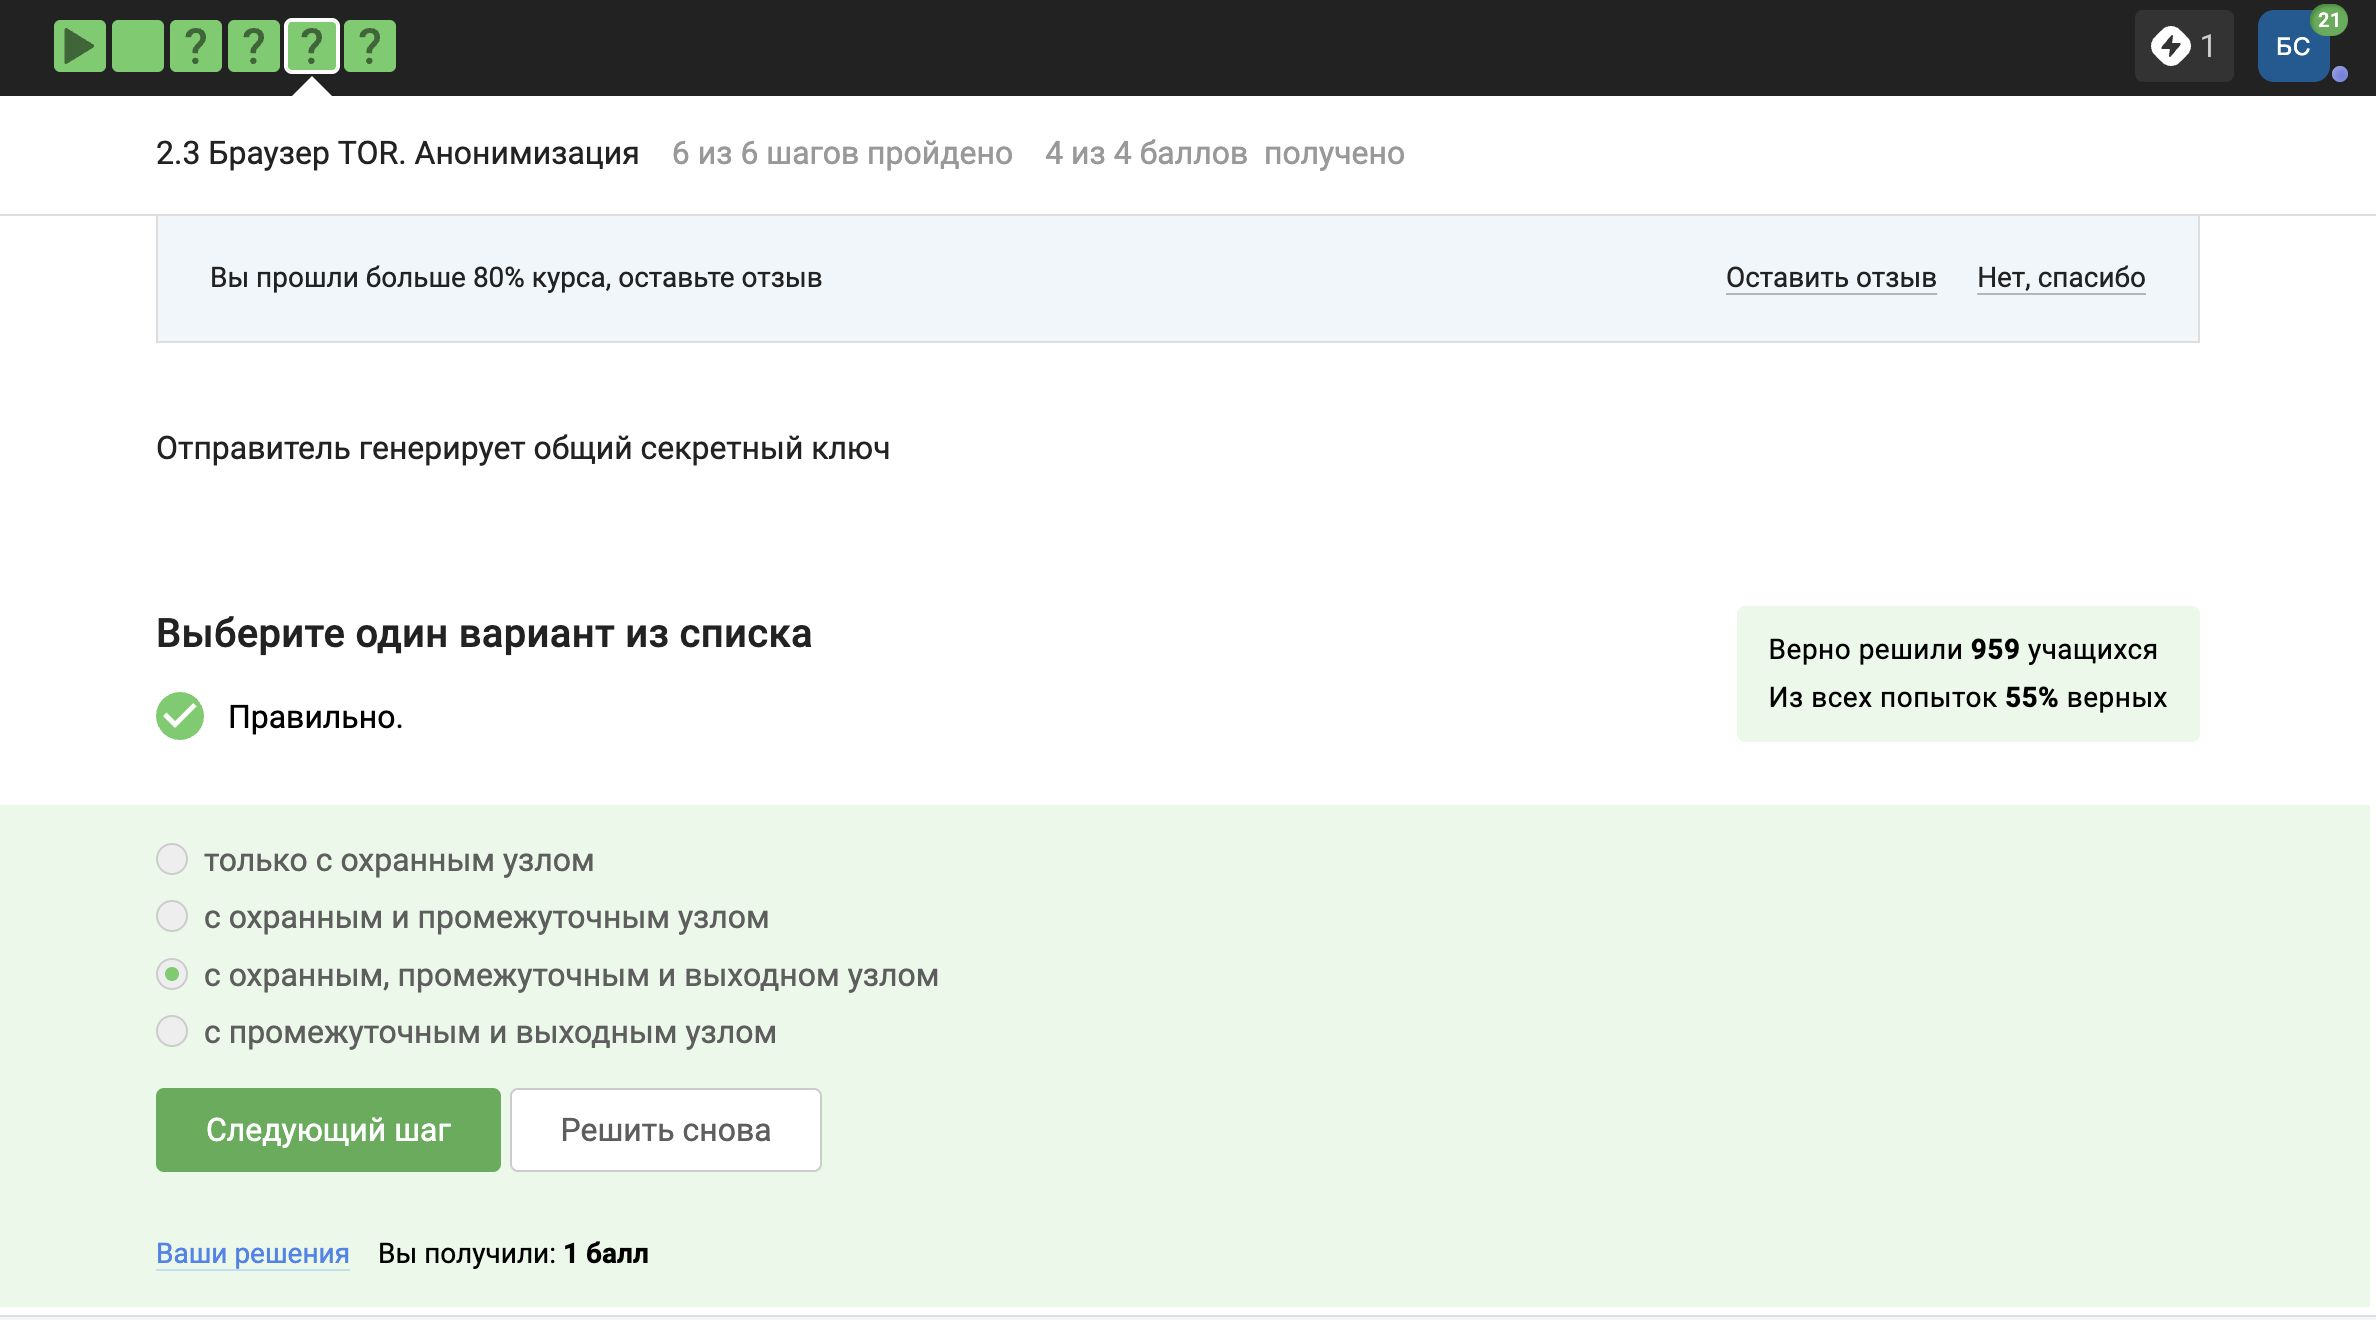 ? ? ? ?
1
БС
21
2.3 Браузер TOR. Анонимизация 6 из 6 шагов пройдено 4 из 4 баллов получено
Вы прошли больше 80% курса, оставьте отзыв Оставить отзыв Нет, спасибо
Отправитель генерирует общий секретный ключ
Выберите один вариант из списка
Верно решили 959 учащихся
Из всех попыток 55% верных
Правильно.
только с охранным узлом
с охранным и промежуточным узлом
с охранным, промежуточным и выходном узлом
с промежуточным и выходным узлом
Следующий шаг Решить снова
Ваши решения Вы получили: 1 балл